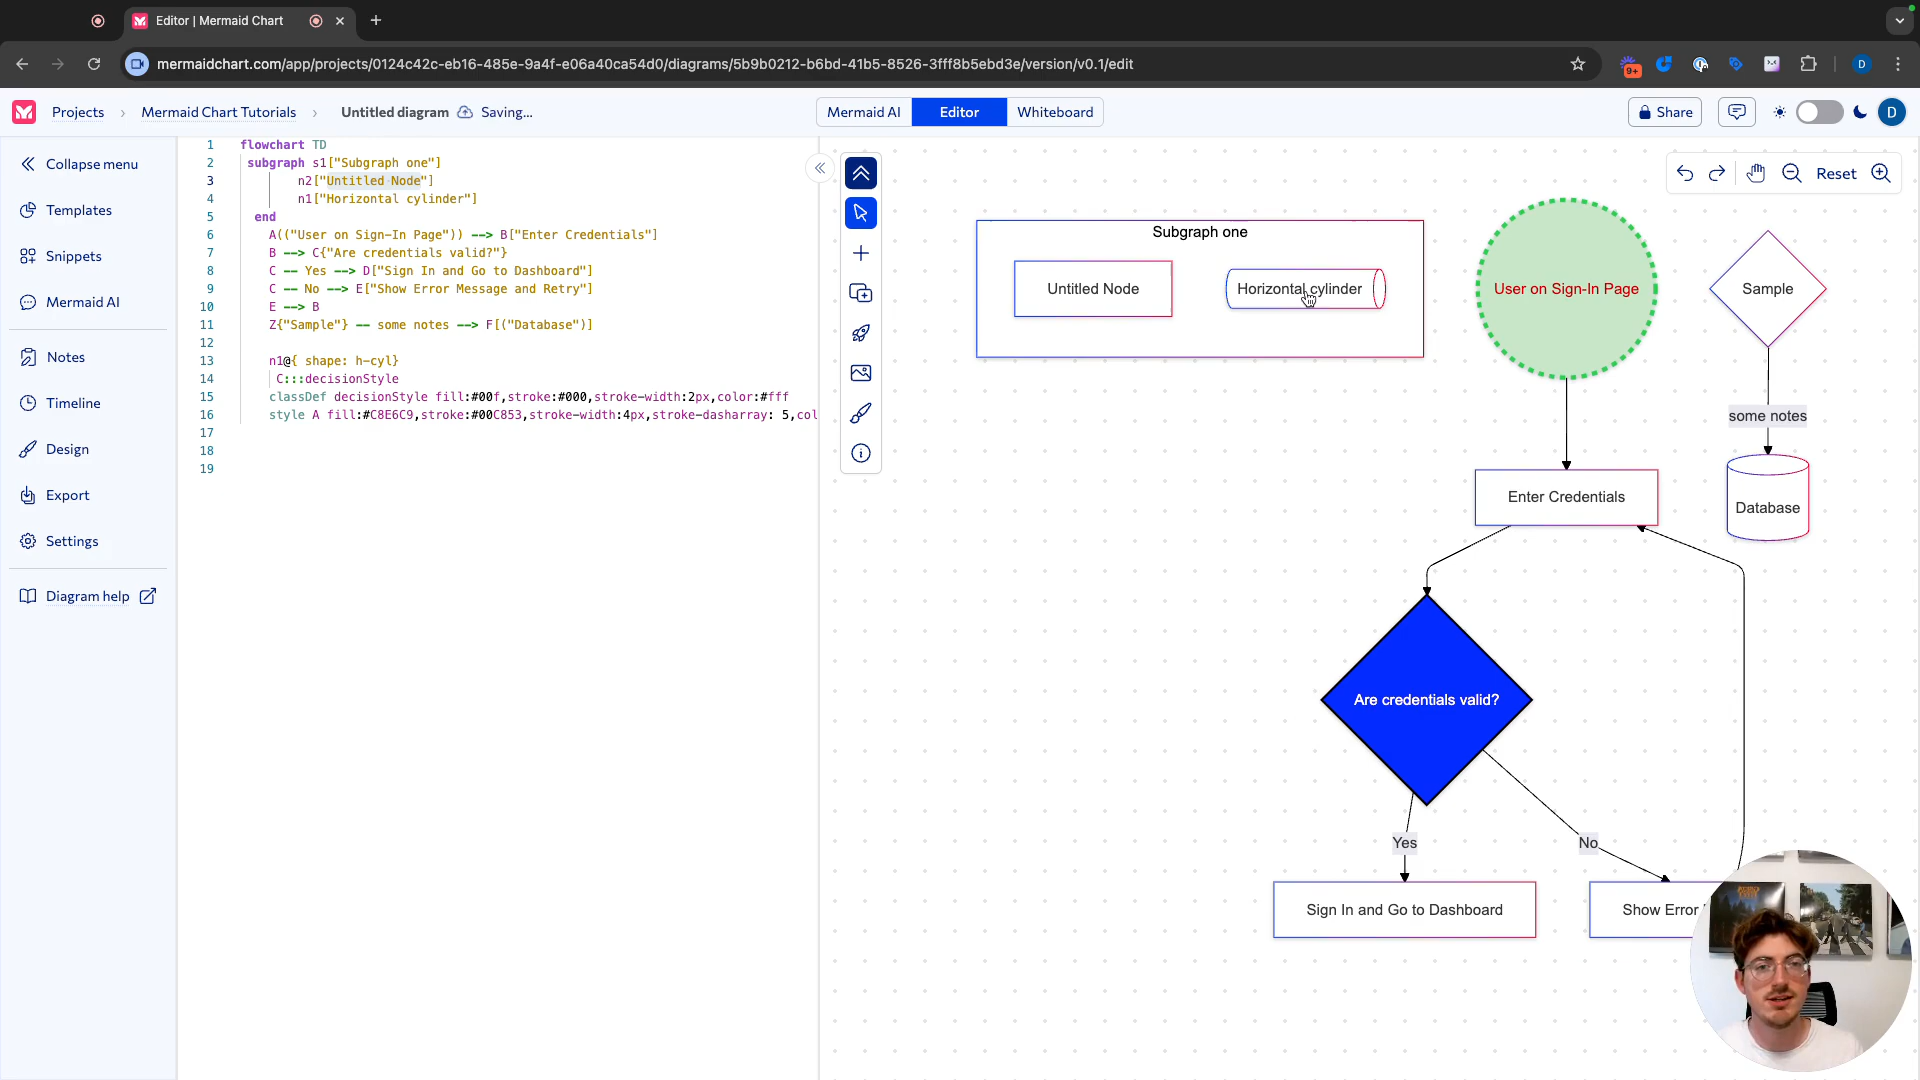 Editor | Mermaid Chart
mermaidchart.com/app/projects/0124c42c-eb16-485e-9a4f-e06a40ca54d0/diagrams/5b9b0212-b6bd-41b5-8526-3fff8b5ebd3e/version/v0.1/edit
9+
D
Projects
Mermaid Chart Tutorials
Untitled diagram
Saving...
Mermaid AI
Editor
Whiteboard
Share
D
Collapse menu
Templates
Snippets
Mermaid AI
Notes
Timeline
Design
Export
Settings
Diagram help
1 flowchart TD
2 subgraph s1["Subgraph one"]
3 n2["Untitled Node"]
4 n1["Horizontal cylinder"]
5 end
6 A(("User on Sign-In Page")) --> B["Enter Credentials"]
7 B --> C{"Are credentials valid?"}
8 C -- Yes --> D["Sign In and Go to Dashboard"]
9 C -- No --> E["Show Error Message and Retry"]
10 E --> B
11 Z{"Sample"} -- some notes --> F[("Database")]
12
13 n1@{ shape: h-cyl}
14 C:::decisionStyle
15 classDef decisionStyle fill:#00f,stroke:#000,stroke-width:2px,color:#fff
16 style A fill:#C8E6C9,stroke:#00C853,stroke-width:4px,stroke-dasharray: 5,col
17
18
19
Reset
Subgraph one
Untitled Node
Horizontal cylinder
User on Sign-In Page
Sample
some notes
Enter Credentials
Database
Are credentials valid?
Yes
No
Sign In and Go to Dashboard
Show Error